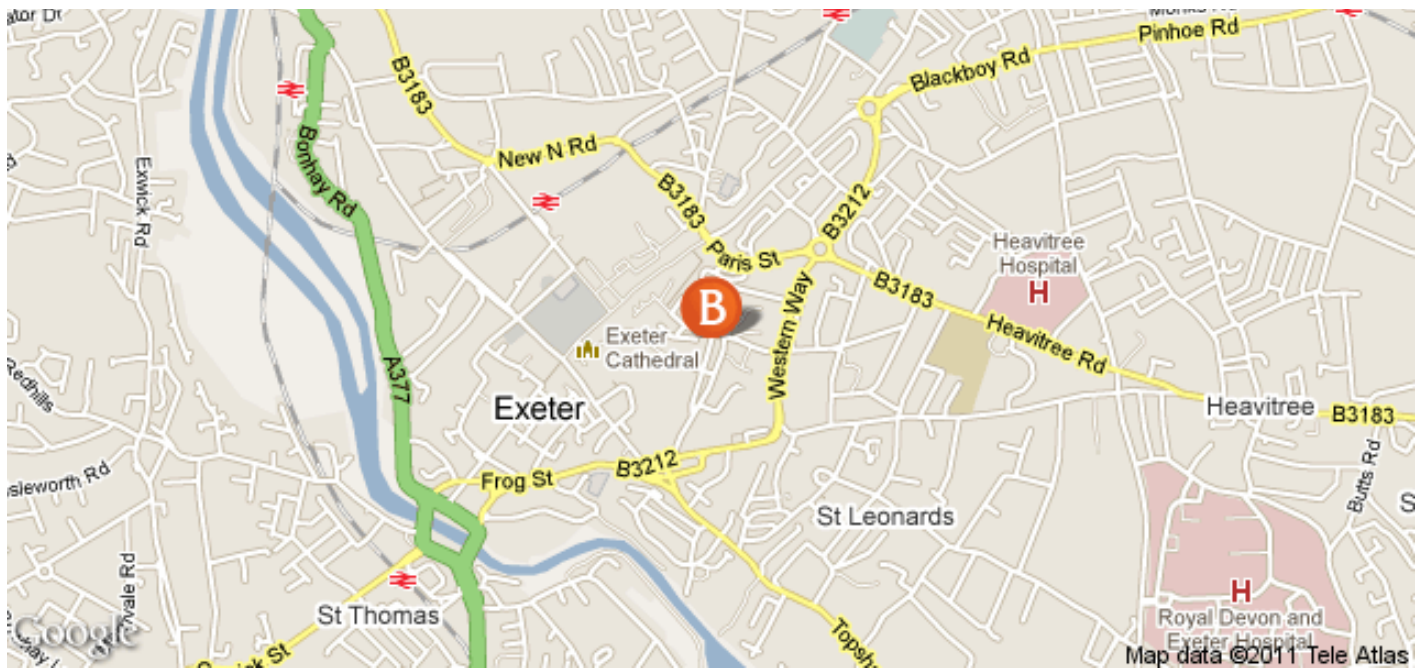 Pinhoe Rd
Blackboy Rd
B3183
New N Rd
Bonhay Rd
Exwick Rd
B3183
B3212
Paris St
Heavitree
Hospital
H
B3183
Western Way
B
Exeter
Cathedral
Heavitree Rd
A377
Redhills
Exeter
Heavitree
B3183
Butts Rd
B3212
Frog St
St Leonards
St Thomas
H
Royal Devon and
Exeter Hospital
Google
Map data ©2011 Tele Atlas